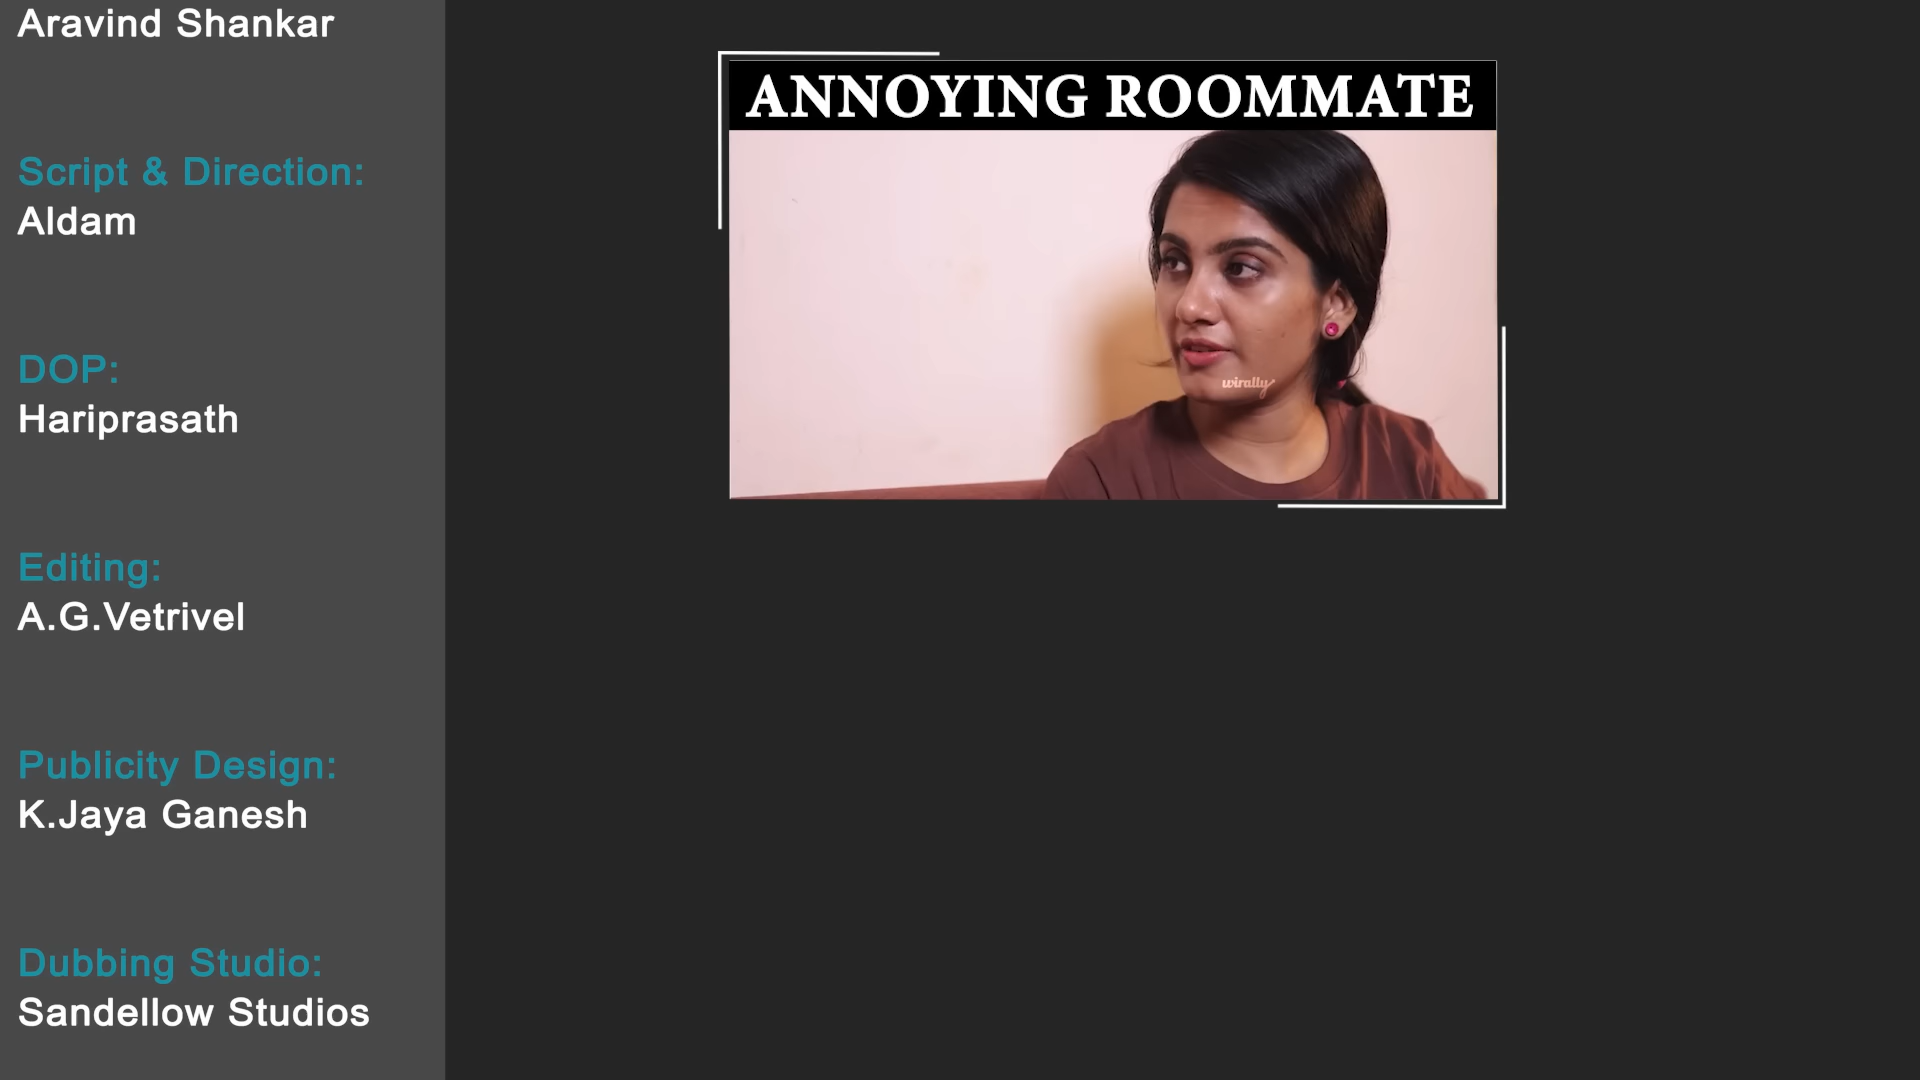 Aravind Shankar
Script & Direction:
Aldam
DOP:
Hariprasath
Editing:
A.G.Vetrivel
Publicity Design:
K.Jaya Ganesh
Dubbing Studio:
Sandellow Studios
ANNOYING ROOMMATE
wirally